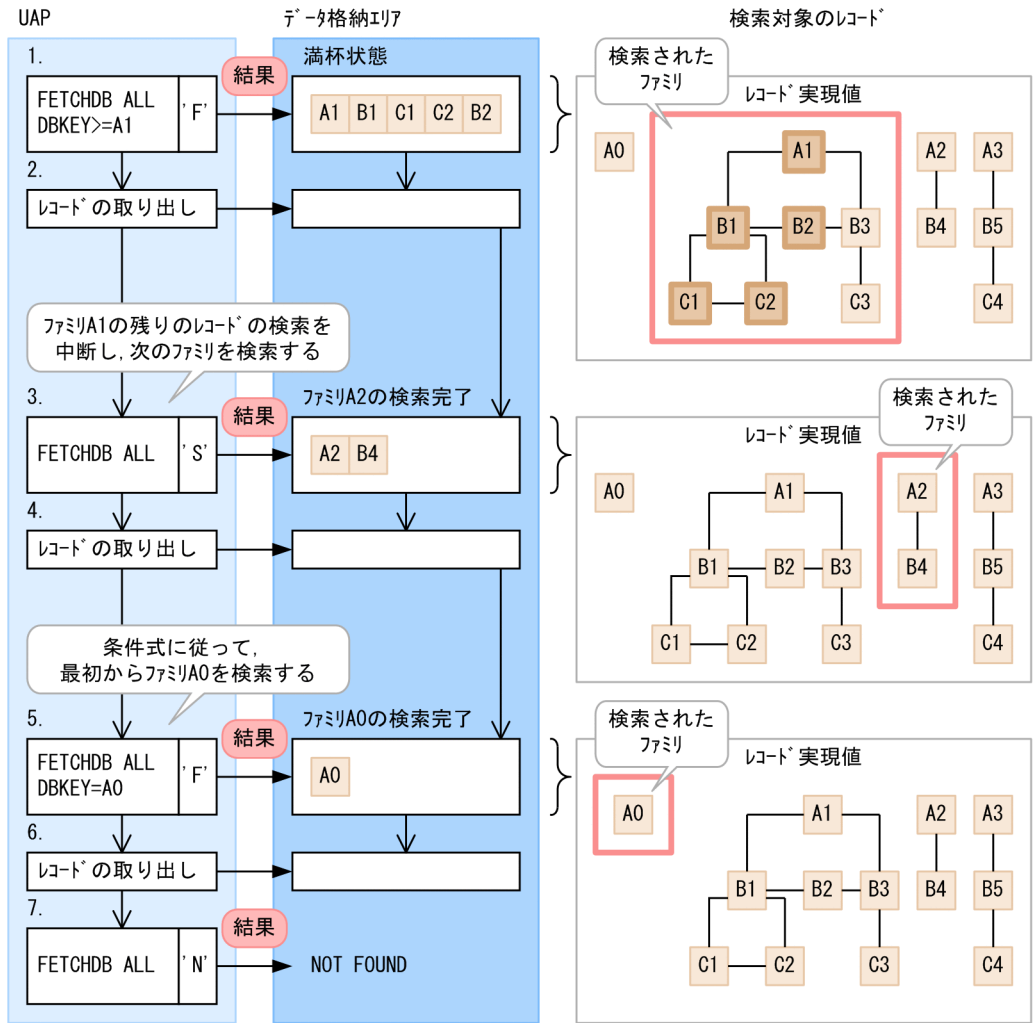 UAP
データ格納エリア
検索対象のレコード
1.
FETCHDB ALL
DBKEY>=A1
'F'
結果
満杯状態
A1 B1 C1 C2 B2
2.
レコードの取り出し
検索された
ファミリ
レコード実現値
A0
A1
A2
A3
B1
B2
B3
B4
B5
C1
C2
C3
C4
ファミリA1の残りのレコードの検索を
中断し,次のファミリを検索する
3.
FETCHDB ALL
'S'
結果
ファミリA2の検索完了
A2 B4
4.
レコードの取り出し
検索された
ファミリ
レコード実現値
A0
A1
A2
A3
B1
B2
B3
B4
B5
C1
C2
C3
C4
条件式に従って,
最初からファミリA0を検索する
5.
FETCHDB ALL
DBKEY=A0
'F'
結果
ファミリA0の検索完了
A0
6.
レコードの取り出し
7.
FETCHDB ALL
'N'
結果
NOT FOUND
検索された
ファミリ
レコード実現値
A0
A1
A2
A3
B1
B2
B3
B4
B5
C1
C2
C3
C4